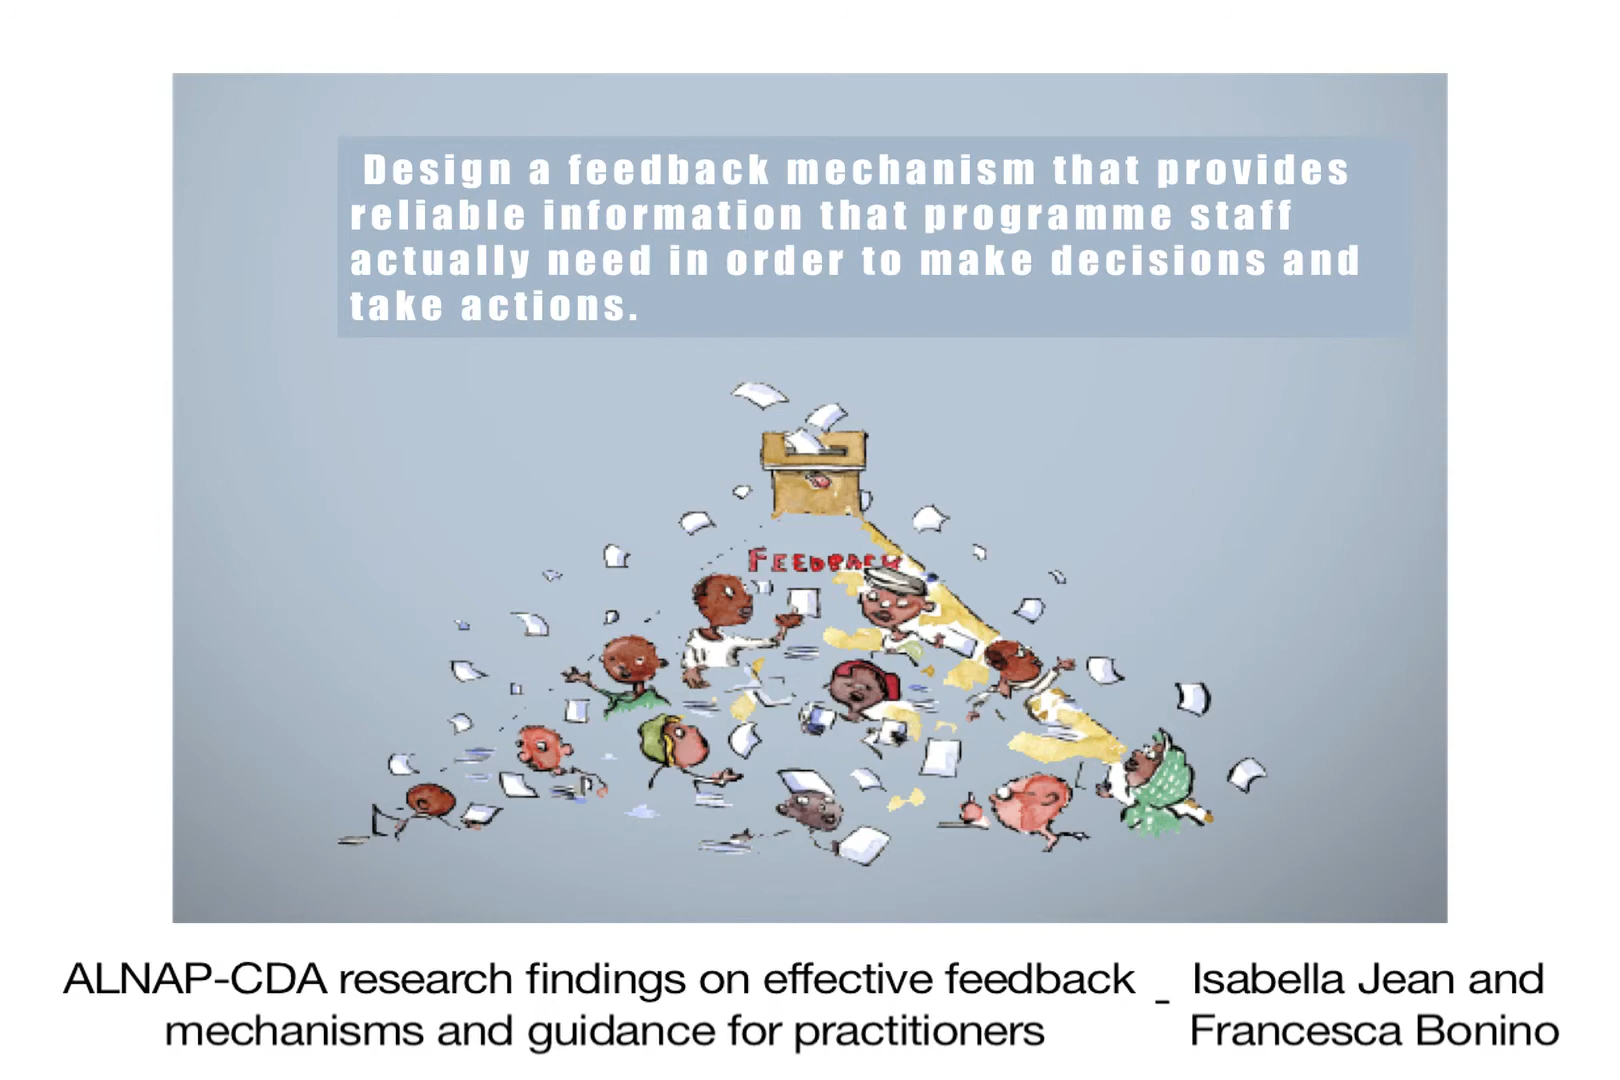 Design a feedback mechanism that provides
reliable information that programme staff
actually need in order to make decisions and
take actions.
FEEDBACK
ALNAP-CDA research findings on effective feedback
mechanisms and guidance for practitioners
-
Isabella Jean and
Francesca Bonino